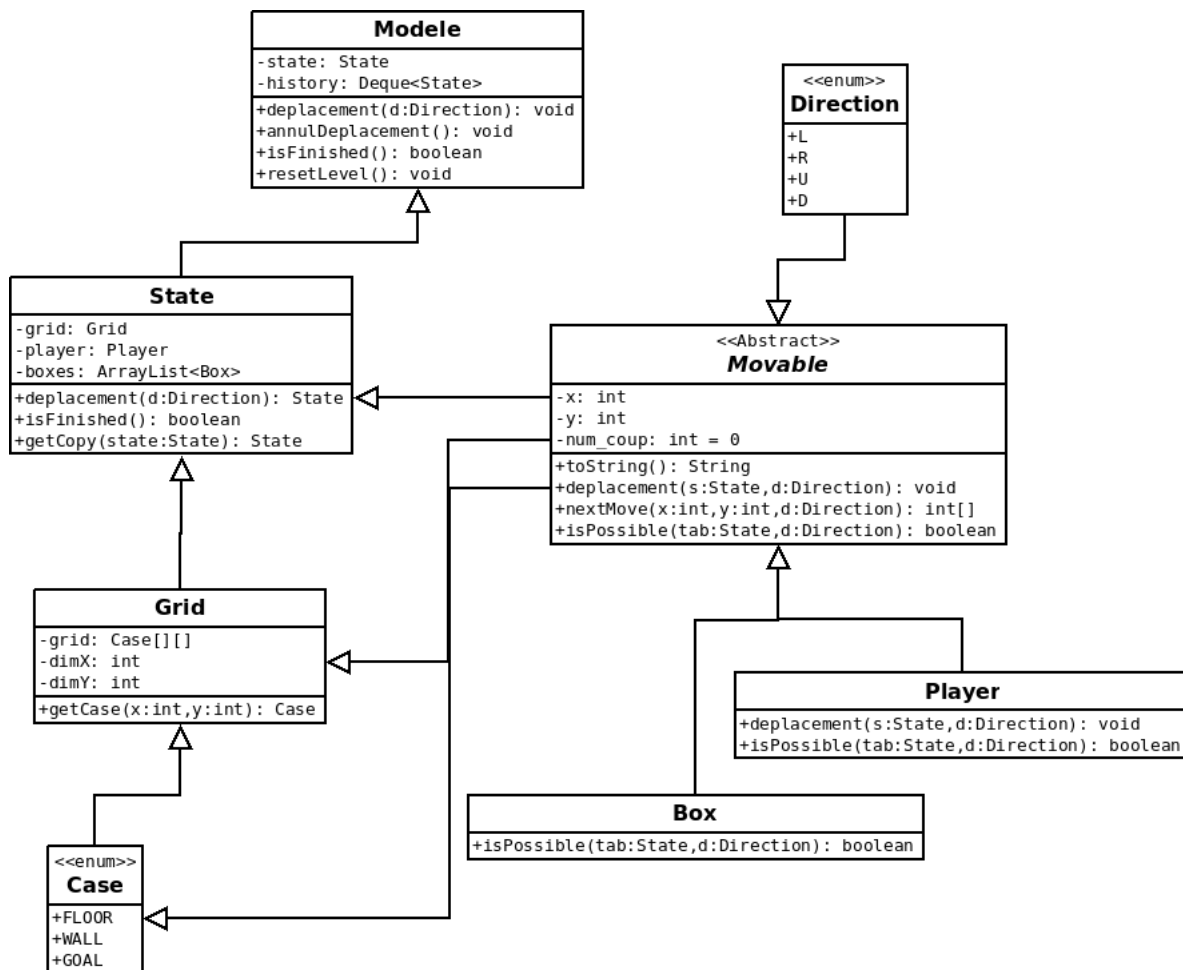 Modele
-state: State
-history: Deque<State>
+deplacement(d:Direction): void
+annulDeplacement(): void
+isFinished(): boolean
+resetLevel(): void
<<enum>>
Direction
+L
+R
+U
+D
State
-grid: Grid
-player: Player
-boxes: ArrayList<Box>
+deplacement(d:Direction): State
+isFinished(): boolean
+getCopy(state:State): State
<<Abstract>>
Movable
-x: int
-y: int
-num_coup: int = 0
+toString(): String
+deplacement(s:State,d:Direction): void
+nextMove(x:int,y:int,d:Direction): int[]
+isPossible(tab:State,d:Direction): boolean
Grid
-grid: Case[][]
-dimX: int
-dimY: int
+getCase(x:int,y:int): Case
Player
+deplacement(s:State,d:Direction): void
+isPossible(tab:State,d:Direction): boolean
Box
+isPossible(tab:State,d:Direction): boolean
<<enum>>
Case
+FLOOR
+WALL
+GOAL